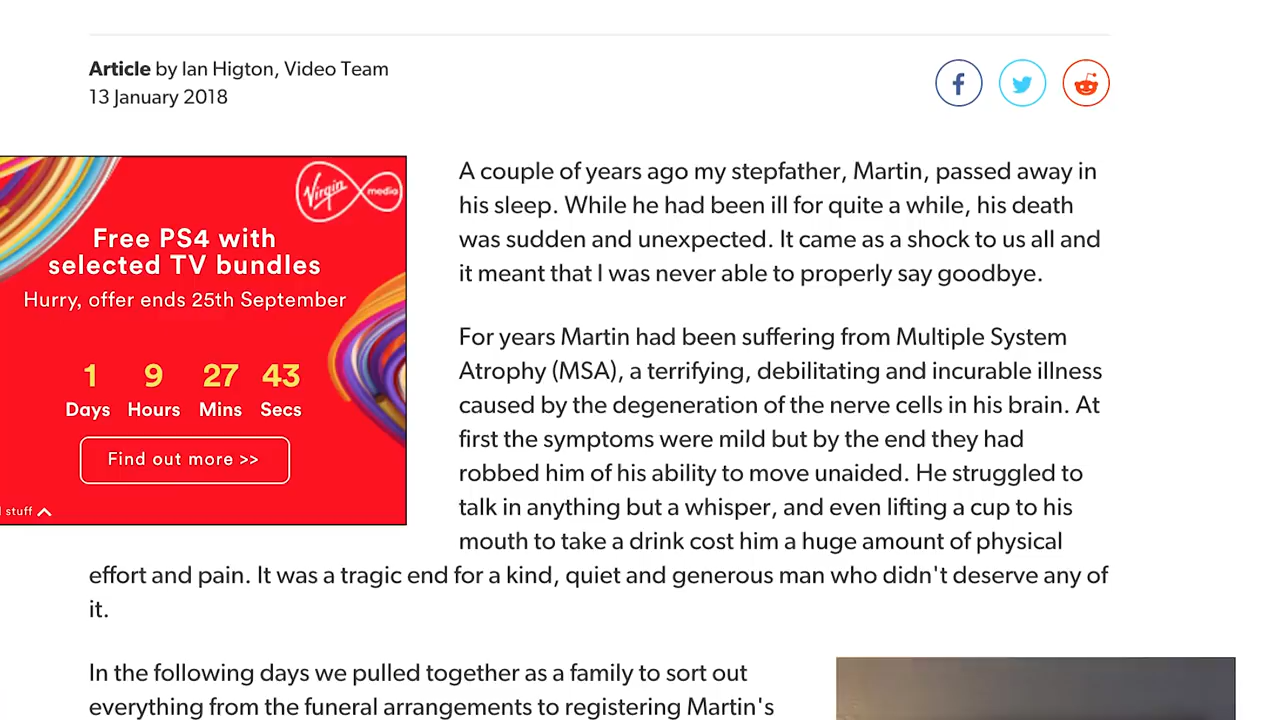 Article by Ian Higton, Video Team
13 January 2018
Virgin media
Free PS4 with
selected TV bundles
Hurry, offer ends 25th September
1 9 27 43
Days Hours Mins Secs
Find out more >>
stuff
A couple of years ago my stepfather, Martin, passed away in
his sleep. While he had been ill for quite a while, his death
was sudden and unexpected. It came as a shock to us all and
it meant that I was never able to properly say goodbye.
For years Martin had been suffering from Multiple System
Atrophy (MSA), a terrifying, debilitating and incurable illness
caused by the degeneration of the nerve cells in his brain. At
first the symptoms were mild but by the end they had
robbed him of his ability to move unaided. He struggled to
talk in anything but a whisper, and even lifting a cup to his
mouth to take a drink cost him a huge amount of physical
effort and pain. It was a tragic end for a kind, quiet and generous man who didn't deserve any of
it.
In the following days we pulled together as a family to sort out
everything from the funeral arrangements to registering Martin's